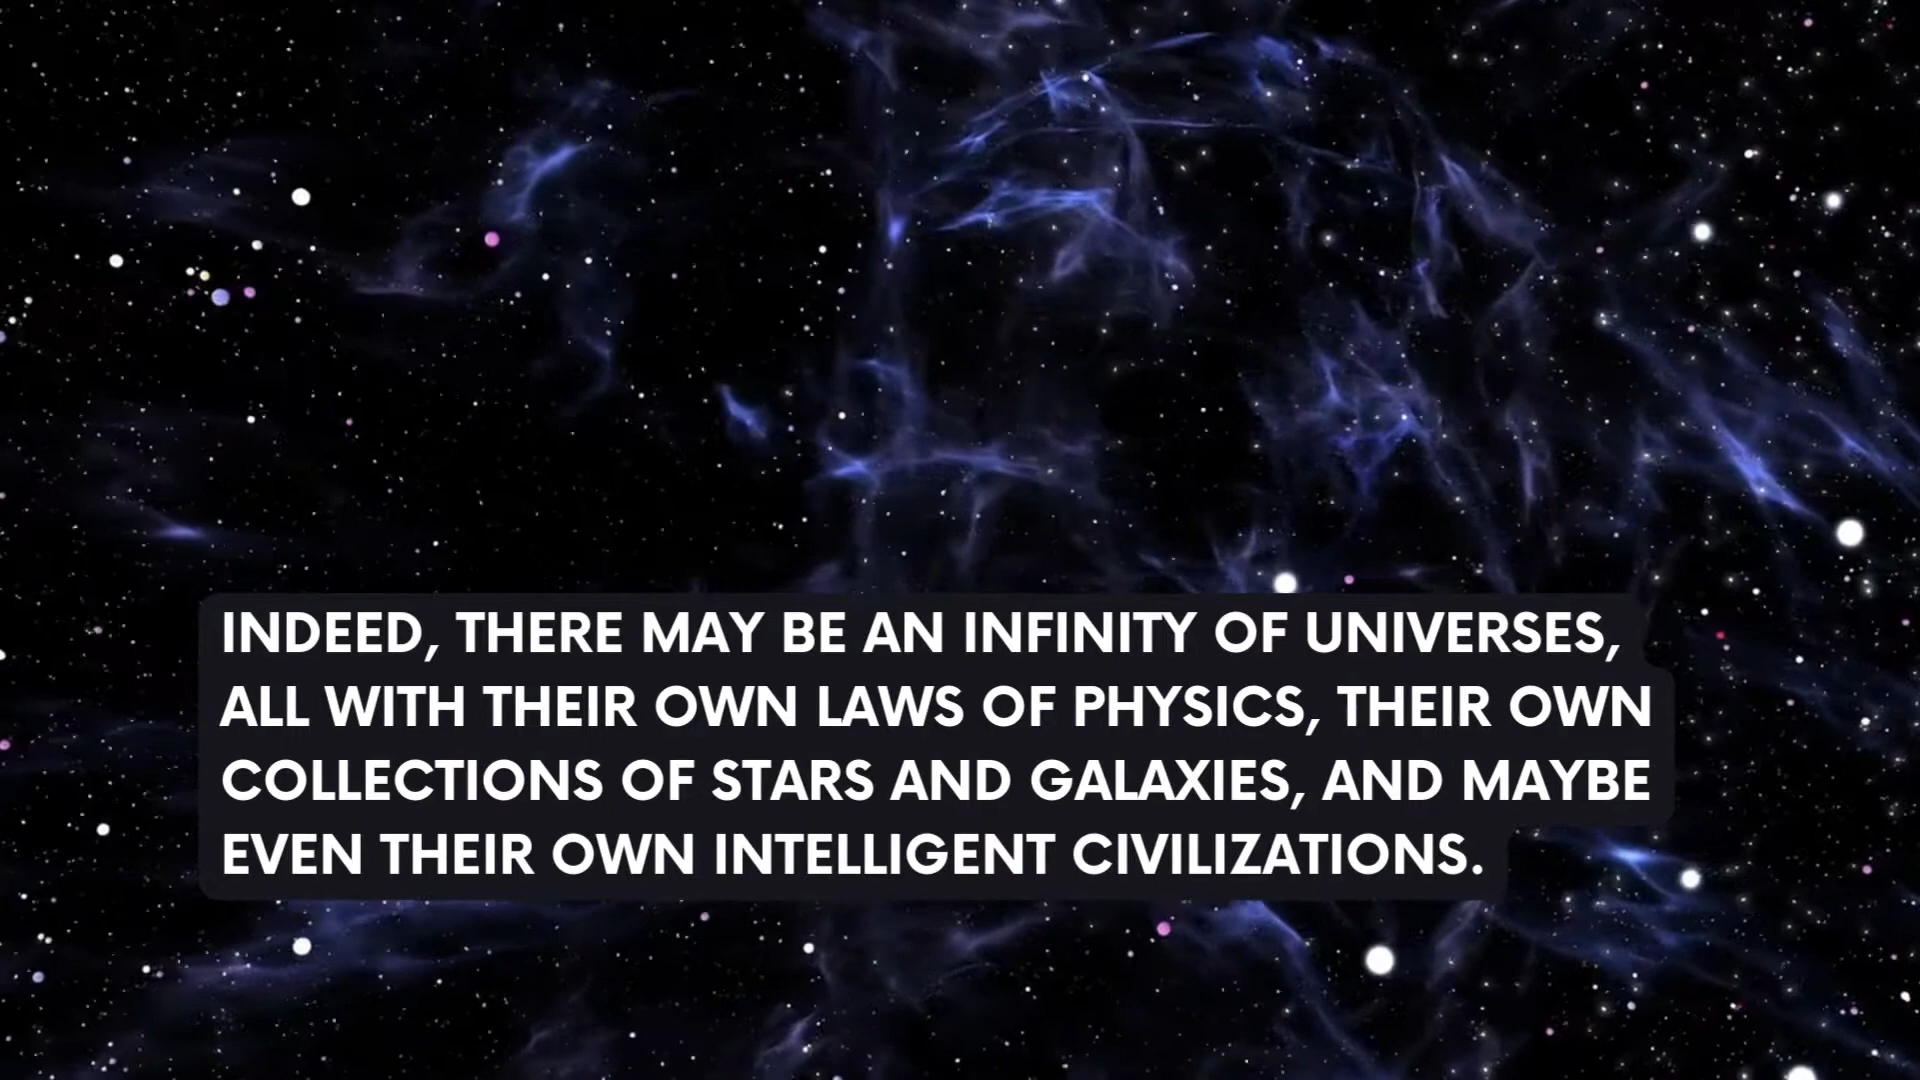 INDEED, THERE MAY BE AN INFINITY OF UNIVERSES,
ALL WITH THEIR OWN LAWS OF PHYSICS, THEIR OWN
COLLECTIONS OF STARS AND GALAXIES, AND MAYBE
EVEN THEIR OWN INTELLIGENT CIVILIZATIONS.